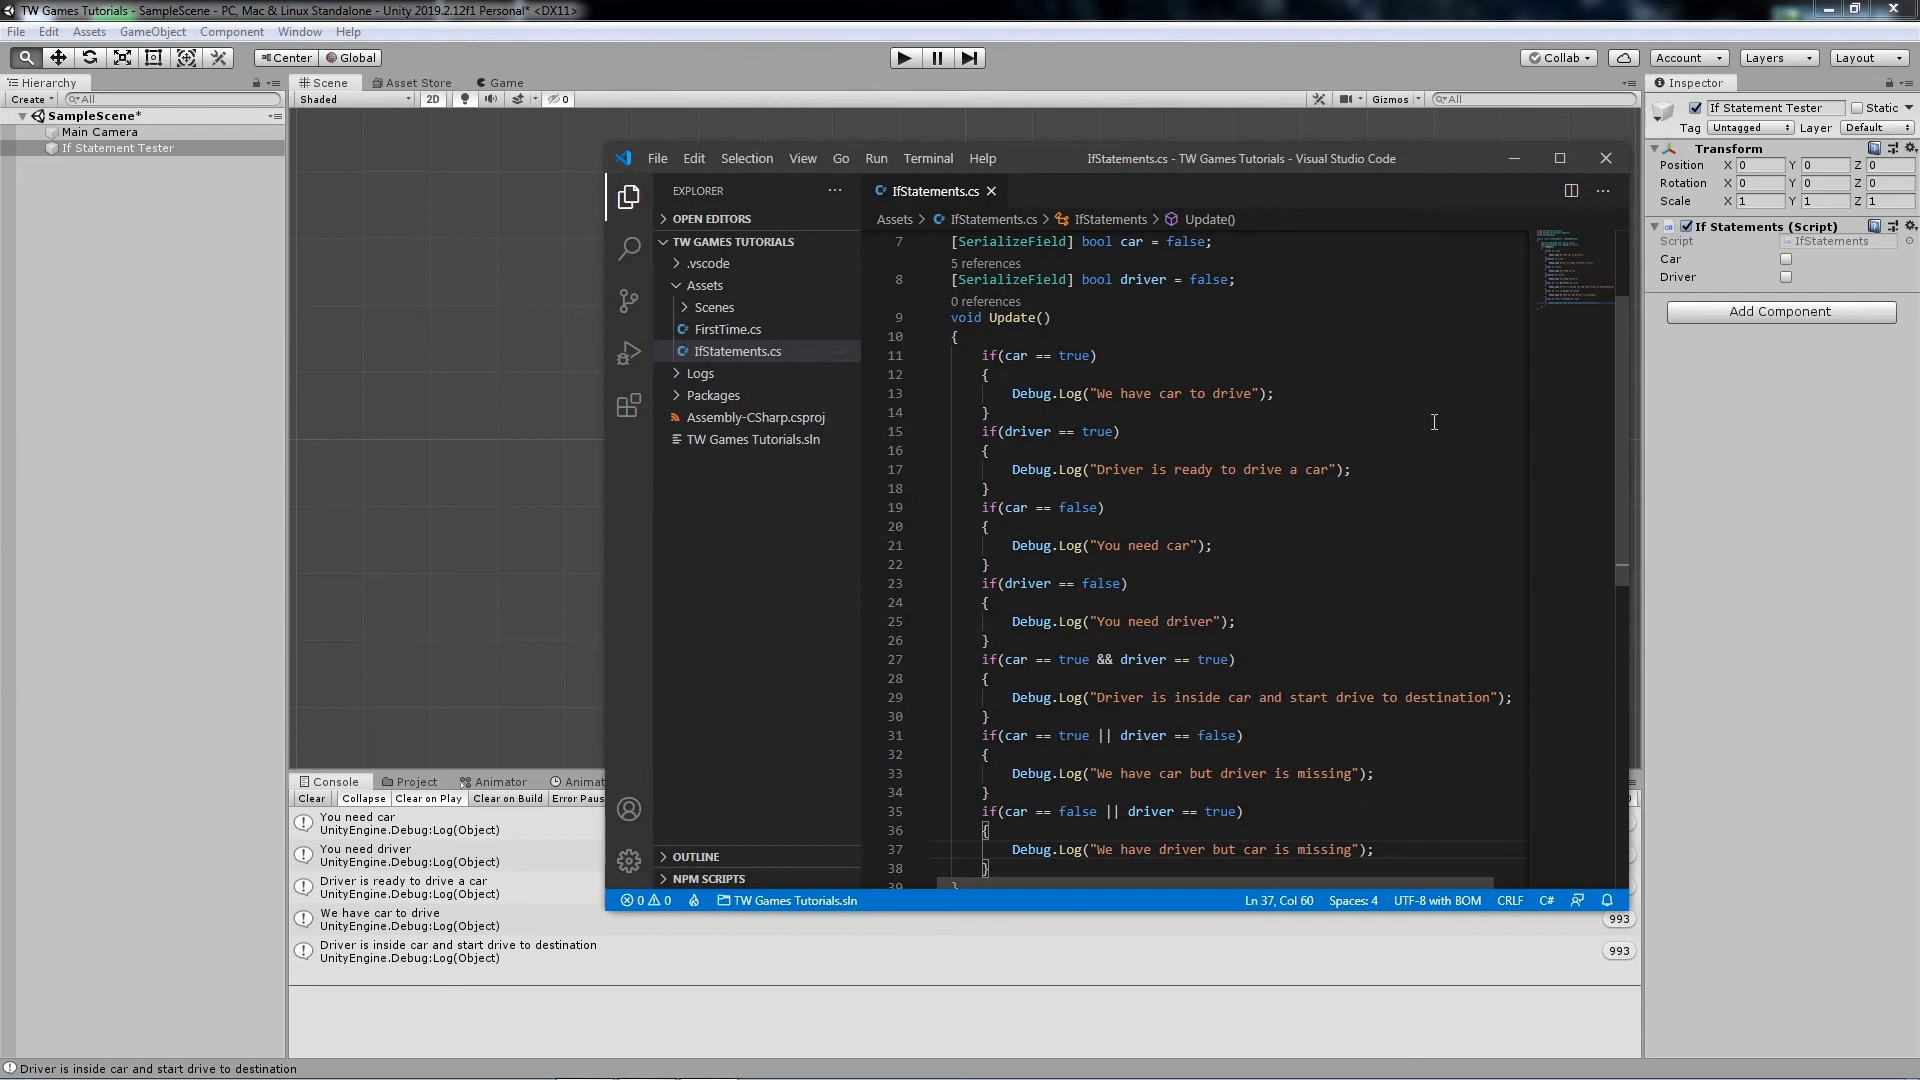 TW Games Tutorials - SampleScene - PC, Mac & Linux Standalone - Unity 2019.2.12f1 Personal* <DX11>
File Edit Assets GameObject Component Window Help
Center Global Collab Account Layers Layout
Hierarchy
Create All
SampleScene*
Main Camera
If Statement Tester
Scene Asset Store Game
Shaded 2D 0 Gizmos All
Inspector
If Statement Tester Static
Tag Untagged Layer Default
Transform
Position X 0 Y 0 Z 0
Rotation X 0 Y 0 Z 0
Scale X 1 Y 1 Z 1
If Statements (Script)
Script IfStatements
Car
Driver
Add Component
File Edit Selection View Go Run Terminal Help IfStatements.cs - TW Games Tutorials - Visual Studio Code
EXPLORER
OPEN EDITORS
TW GAMES TUTORIALS
.vscode
Assets
Scenes
FirstTime.cs
IfStatements.cs
Logs
Packages
Assembly-CSharp.csproj
TW Games Tutorials.sln
OUTLINE
NPM SCRIPTS
IfStatements.cs
Assets > IfStatements.cs > IfStatements > Update()
7 [SerializeField] bool car = false;
5 references
8 [SerializeField] bool driver = false;
0 references
9 void Update()
10 {
11 if(car == true)
12 {
13 Debug.Log("We have car to drive");
14 }
15 if(driver == true)
16 {
17 Debug.Log("Driver is ready to drive a car");
18 }
19 if(car == false)
20 {
21 Debug.Log("You need car");
22 }
23 if(driver == false)
24 {
25 Debug.Log("You need driver");
26 }
27 if(car == true && driver == true)
28 {
29 Debug.Log("Driver is inside car and start drive to destination");
30 }
31 if(car == true || driver == false)
32 {
33 Debug.Log("We have car but driver is missing");
34 }
35 if(car == false || driver == true)
36 {
37 Debug.Log("We have driver but car is missing");
38 }
39 }
0 0 TW Games Tutorials.sln Ln 37, Col 60 Spaces: 4 UTF-8 with BOM CRLF C#
Console Project Animator Animat
Clear Collapse Clear on Play Clear on Build Error Paus
You need car
UnityEngine.Debug:Log(Object)
You need driver
UnityEngine.Debug:Log(Object)
Driver is ready to drive a car
UnityEngine.Debug:Log(Object)
We have car to drive
UnityEngine.Debug:Log(Object) 993
Driver is inside car and start drive to destination
UnityEngine.Debug:Log(Object) 993
Driver is inside car and start drive to destination